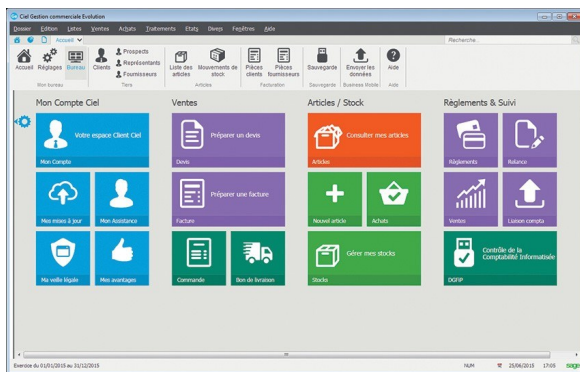 Ciel Gestion commerciale Evolution
Dossier Edition Listes Ventes Achats Traitements Etats Divers Fenêtres Aide
Accueil
Recherche
Accueil Réglages Bureau Clients Prospects Représentants Fournisseurs Liste des articles Mouvements de stock Pièces clients Pièces fournisseurs Sauvegarde Envoyer les données Aide
Mon bureau Tiers Articles Facturation Sauvegarde Business Mobile Aide
Mon Compte Ciel Ventes Articles / Stock Règlements & Suivi
Votre espace Client Ciel Préparer un devis Consulter mes articles
Mon Compte Devis Articles Règlements Relance
Préparer une facture
Mes mises à jour Mon Assistance Facture Nouvel article Achats Ventes Liaison compta
Gérer mes stocks Contrôle de la
Comptabilité Informatisée
Ma veille légale Mes avantages Commande Bon de livraison Stocks DGFIP
Exercice du 01/01/2015 au 31/12/2015 NUM 25/06/2015 17:05 sage